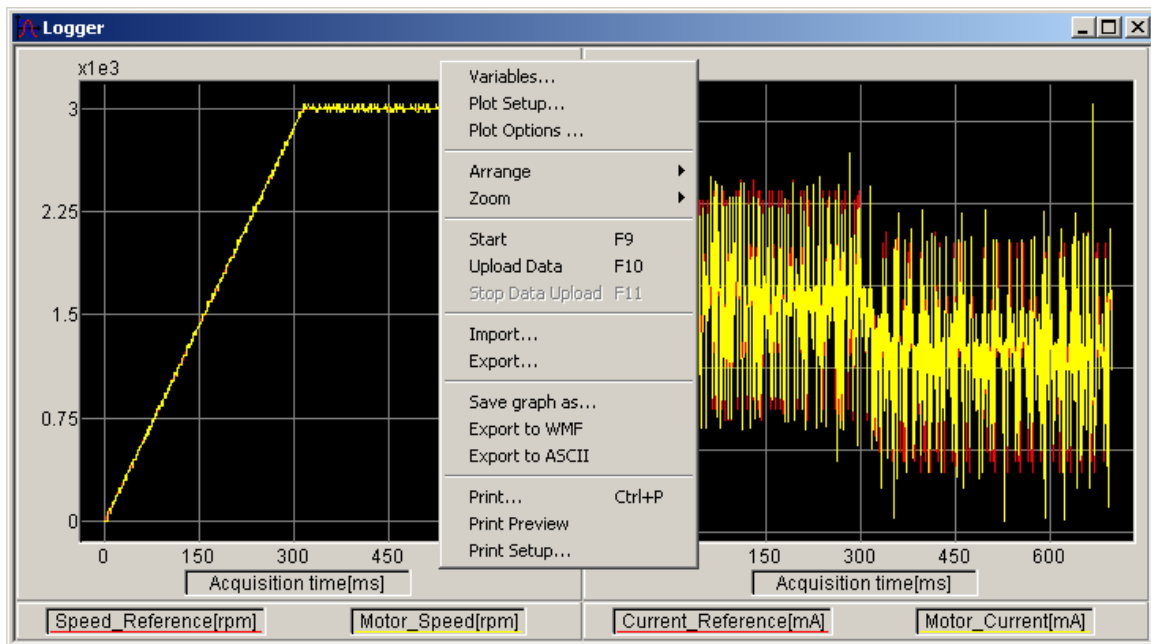 Logger
x1e3
3
2.25
1.5
0.75
0
0 150 300 450
Acquisition time[ms]
Speed_Reference[rpm] Motor_Speed[rpm]
Variables...
Plot Setup...
Plot Options ...
Arrange
Zoom
Start F9
Upload Data F10
Stop Data Upload F11
Import...
Export...
Save graph as...
Export to WMF
Export to ASCII
Print... Ctrl+P
Print Preview
Print Setup...
150 300 450 600
Acquisition time[ms]
Current_Reference[mA] Motor_Current[mA]